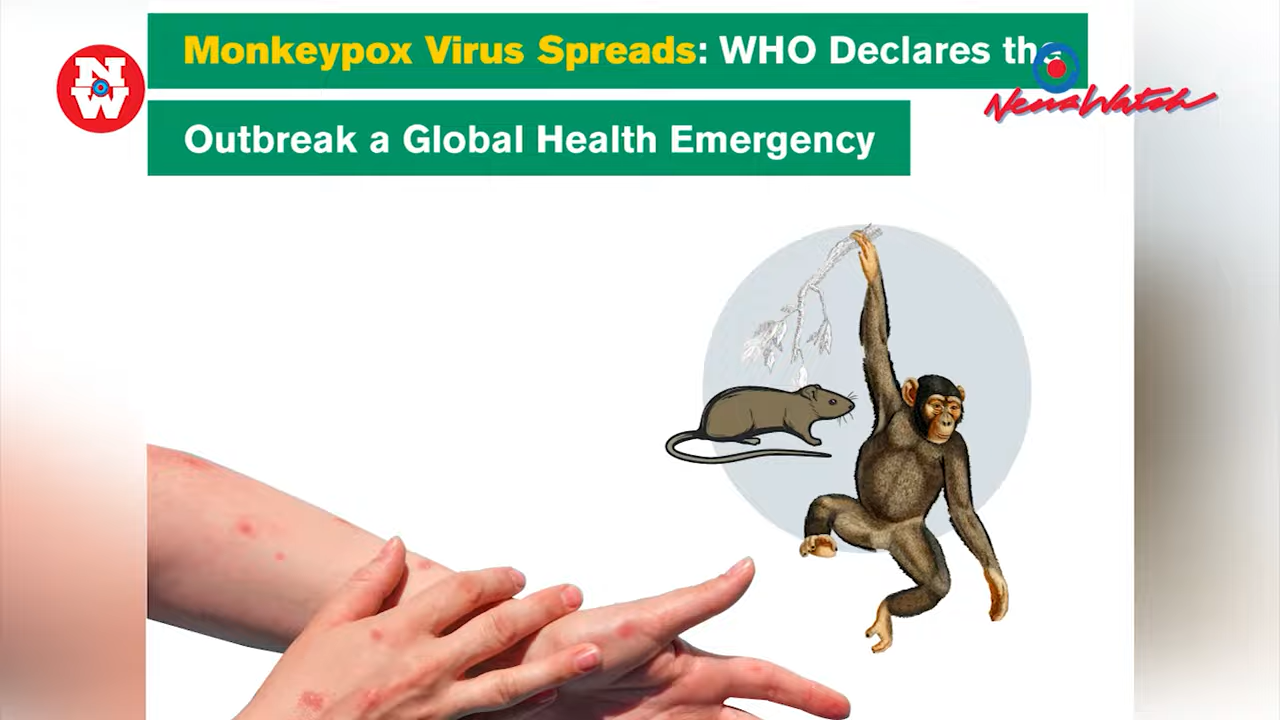 Monkeypox Virus Spreads: WHO Declares the
Outbreak a Global Health Emergency
NW
NewsWatch